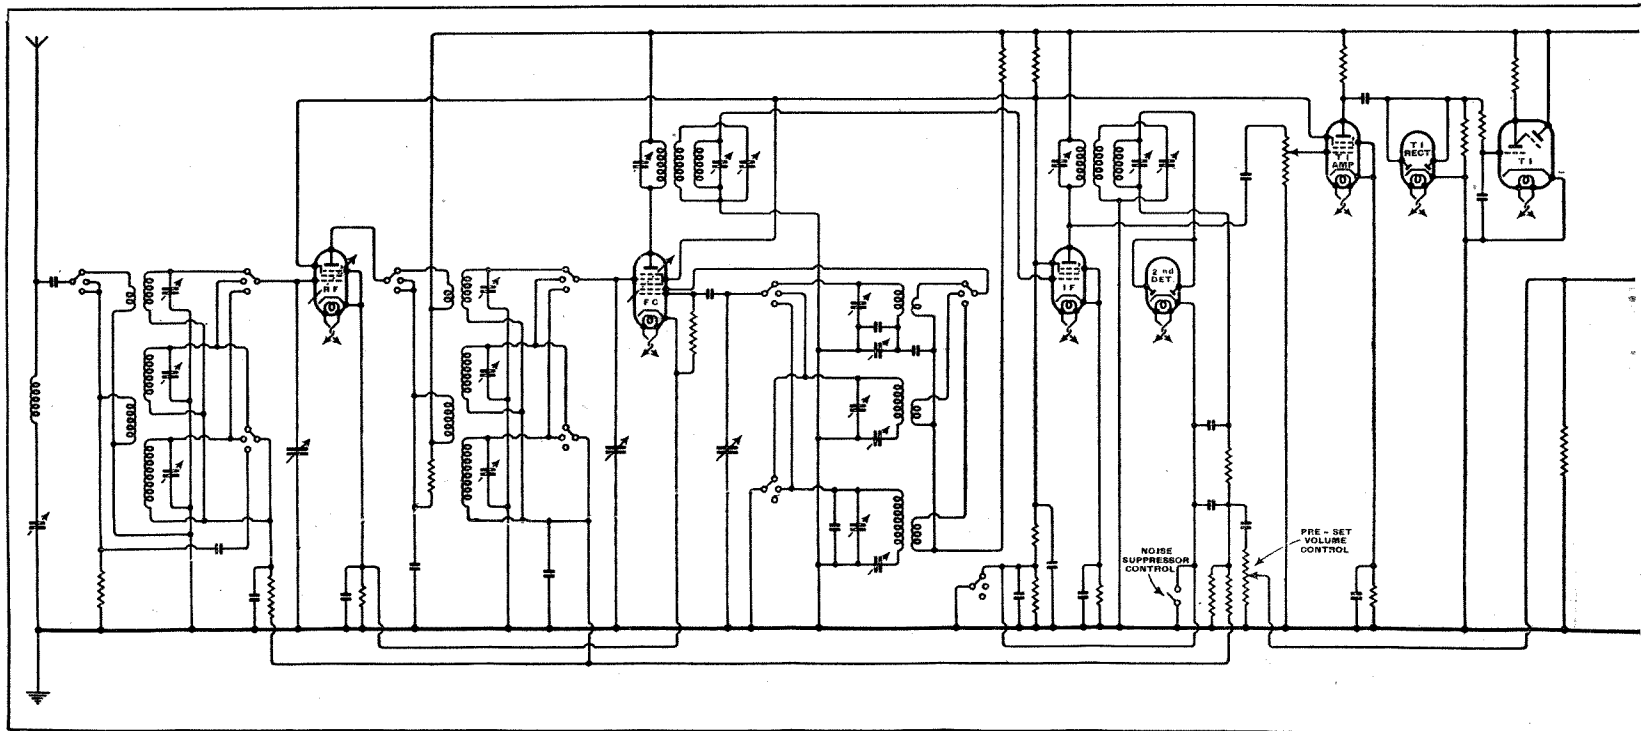 R F
F C
I F
2 nd
DET.
T I
AMP
T I
RECT
T I
NOISE
SUPPRESSOR
CONTROL
PRE - SET
VOLUME
CONTROL